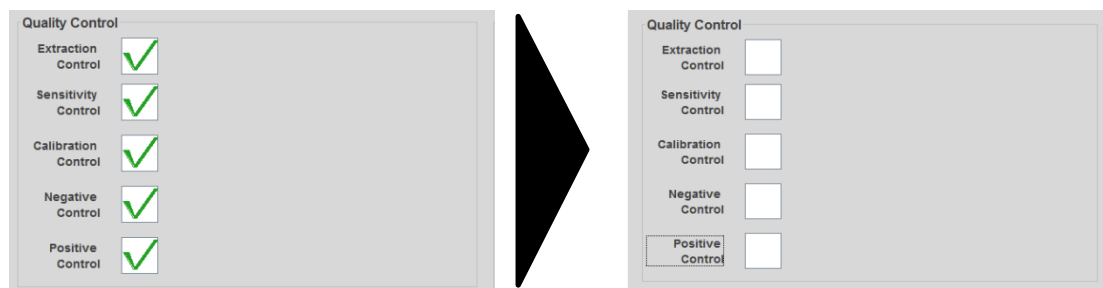 Quality Control
Extraction
Control
Sensitivity
Control
Calibration
Control
Negative
Control
Positive
Control
Quality Control
Extraction
Control
Sensitivity
Control
Calibration
Control
Negative
Control
Positive
Control